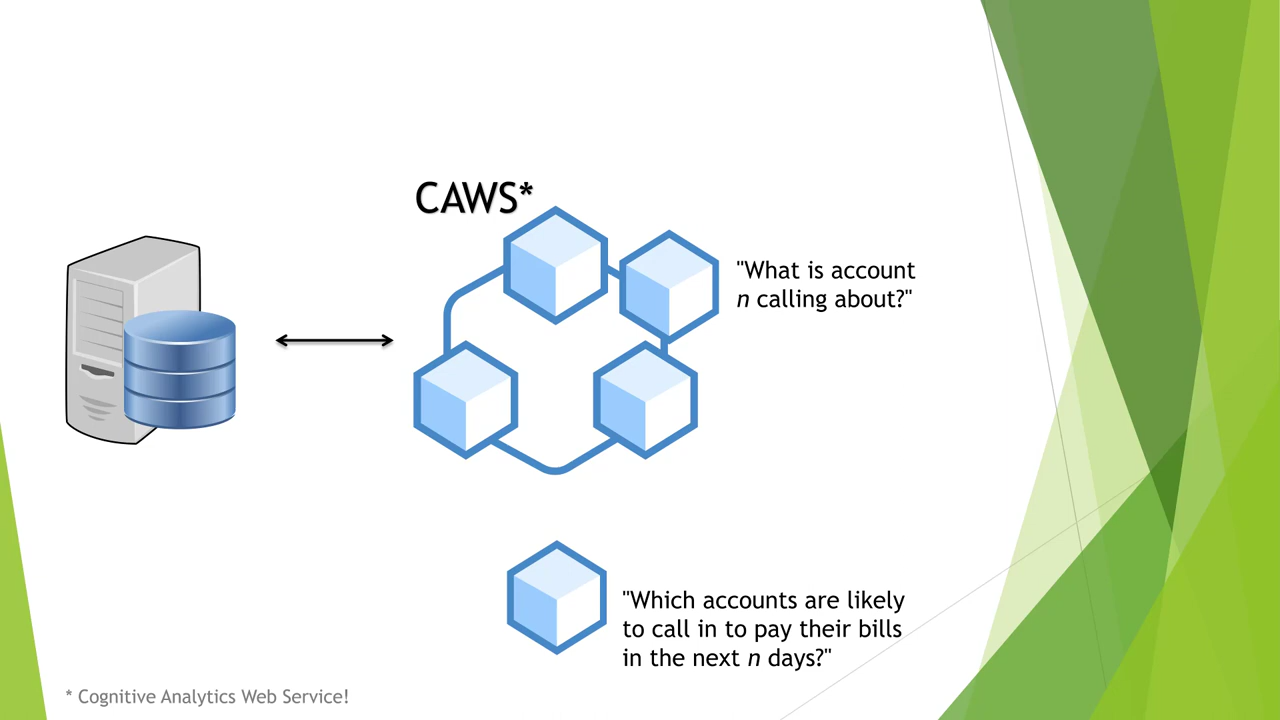 CAWS*
"What is account
n calling about?"
"Which accounts are likely
to call in to pay their bills
in the next n days?"
* Cognitive Analytics Web Service!